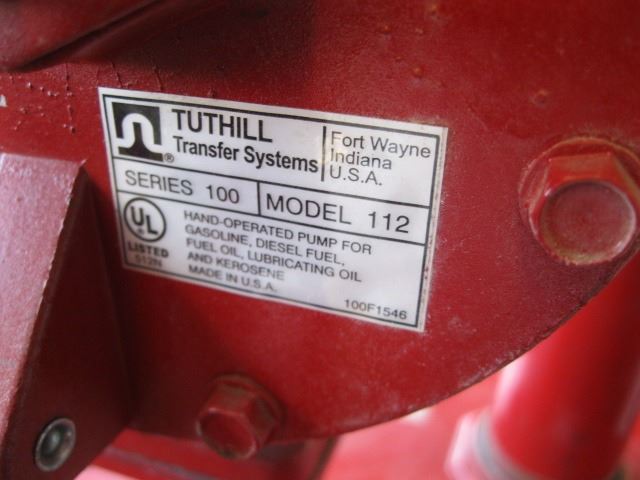 TUTHILL
Transfer Systems
®
Fort Wayne
Indiana
U.S.A.
SERIES 100
MODEL 112
UL
LISTED
512N
HAND-OPERATED PUMP FOR
GASOLINE, DIESEL FUEL,
FUEL OIL, LUBRICATING OIL
AND KEROSENE
MADE IN U.S.A.
100F1546